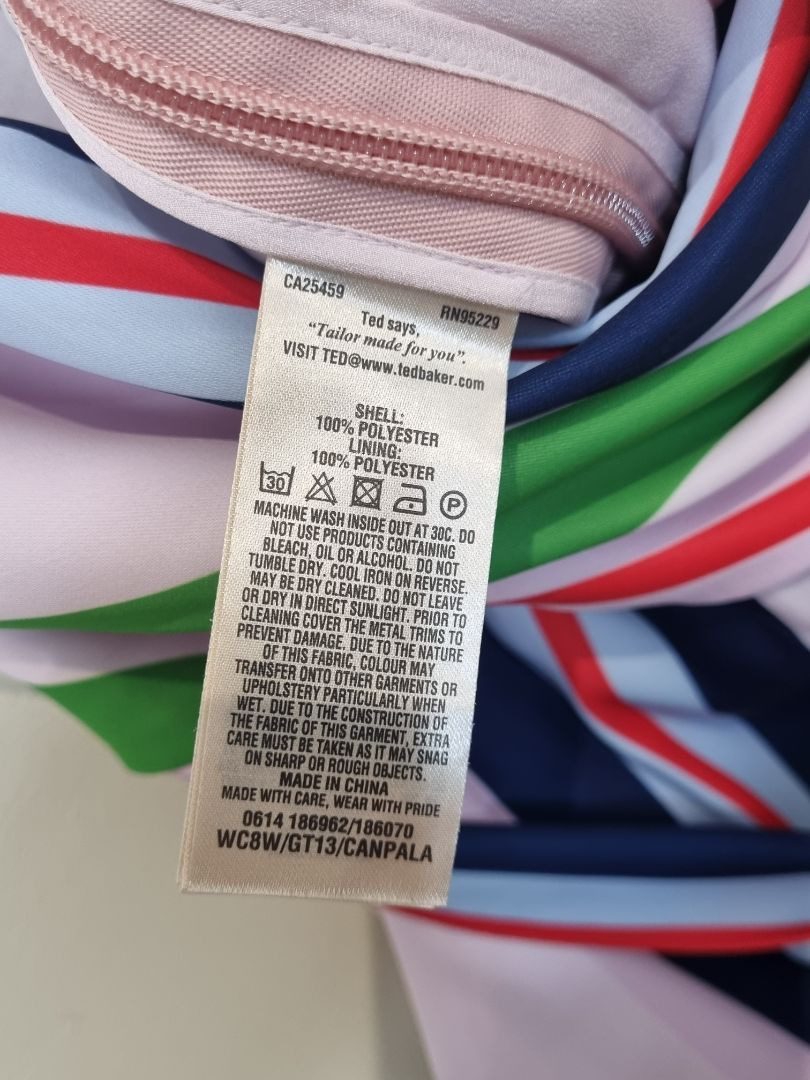 CA25459 RN95229
Ted says,
"Tailor made for you".
VISIT TED@www.tedbaker.com
SHELL:
100% POLYESTER
LINING:
100% POLYESTER
30 P
MACHINE WASH INSIDE OUT AT 30C. DO
NOT USE PRODUCTS CONTAINING
BLEACH, OIL OR ALCOHOL. DO NOT
TUMBLE DRY. COOL IRON ON REVERSE.
MAY BE DRY CLEANED. DO NOT LEAVE
OR DRY IN DIRECT SUNLIGHT. PRIOR TO
CLEANING COVER THE METAL TRIMS TO
PREVENT DAMAGE. DUE TO THE NATURE
OF THIS FABRIC, COLOUR MAY
TRANSFER ONTO OTHER GARMENTS OR
UPHOLSTERY PARTICULARLY WHEN
WET. DUE TO THE CONSTRUCTION OF
THE FABRIC OF THIS GARMENT, EXTRA
CARE MUST BE TAKEN AS IT MAY SNAG
ON SHARP OR ROUGH OBJECTS.
MADE IN CHINA
MADE WITH CARE, WEAR WITH PRIDE
0614 186962/186070
WC8W/GT13/CANPALA